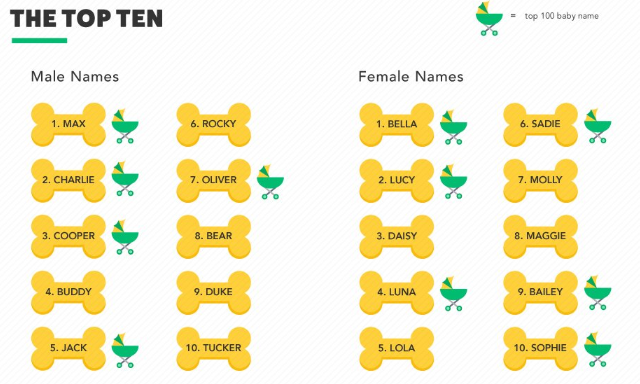 THE TOP TEN
= top 100 baby name
Male Names
1. MAX
2. CHARLIE
3. COOPER
4. BUDDY
5. JACK
6. ROCKY
7. OLIVER
8. BEAR
9. DUKE
10. TUCKER
Female Names
1. BELLA
2. LUCY
3. DAISY
4. LUNA
5. LOLA
6. SADIE
7. MOLLY
8. MAGGIE
9. BAILEY
10. SOPHIE